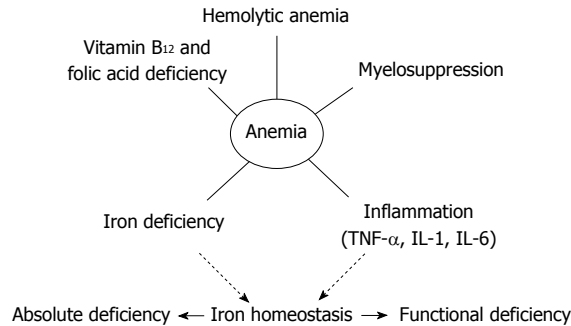 Hemolytic anemia
Vitamin B12 and
folic acid deficiency
Myelosuppression
Anemia
Iron deficiency
Inflammation
(TNF-α, IL-1, IL-6)
Absolute deficiency
Iron homeostasis
Functional deficiency